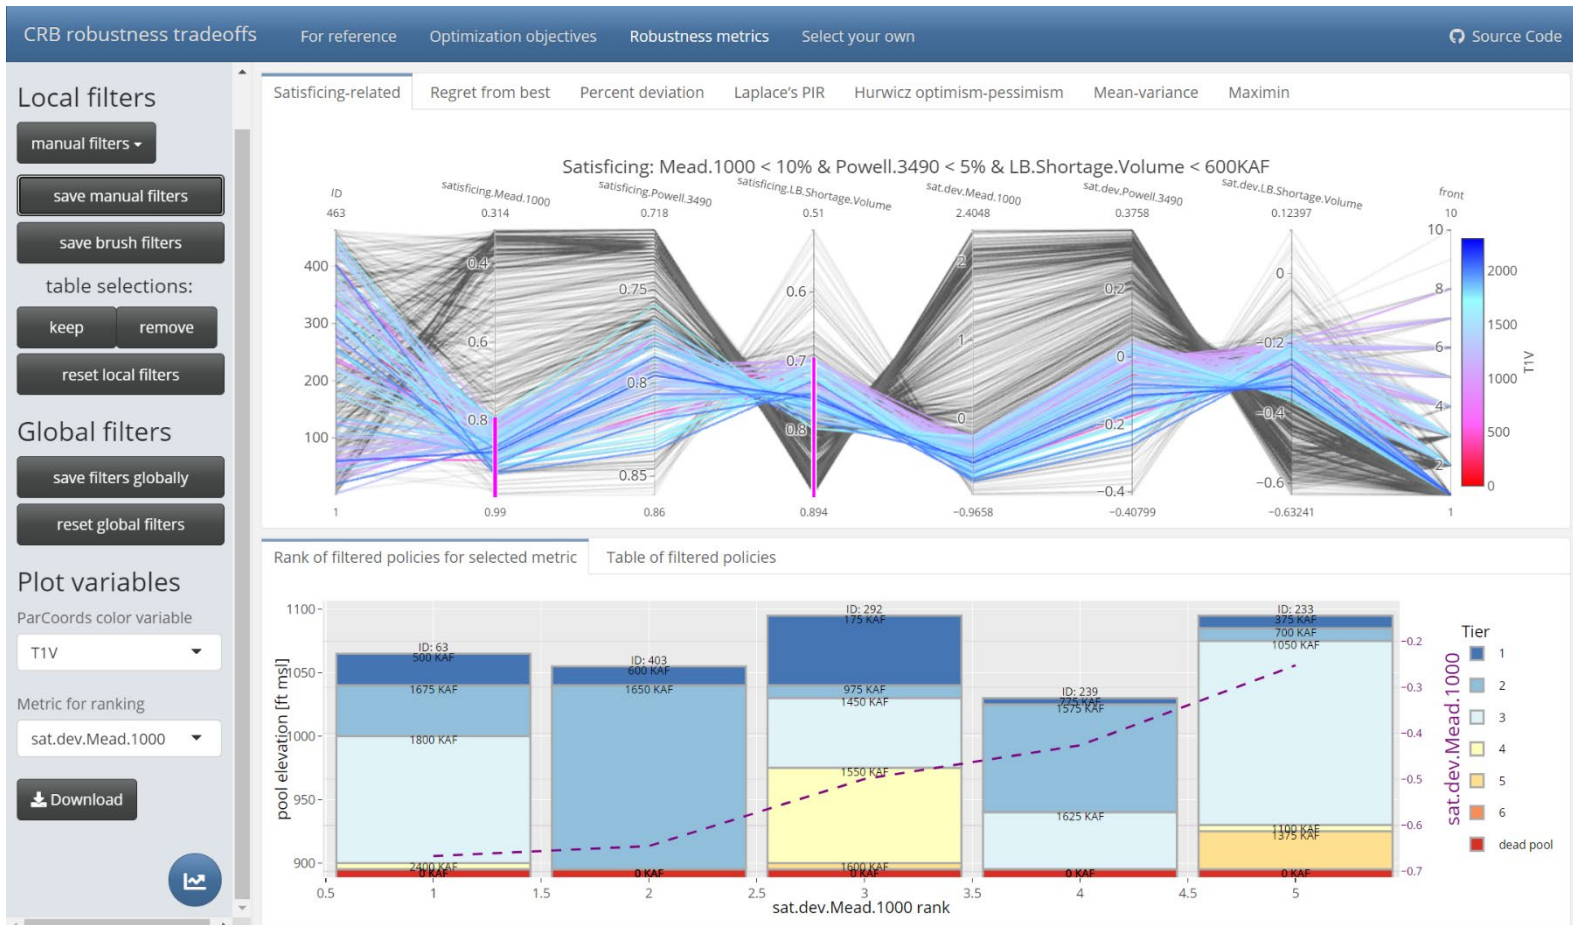 CRB robustness tradeoffs For reference Optimization objectives Robustness metrics Select your own Source Code
Local filters
manual filters
save manual filters
save brush filters
table selections:
keep remove
reset local filters
Global filters
save filters globally
reset global filters
Plot variables
ParCoords color variable
T1V
Metric for ranking
sat.dev.Mead.1000
Download
Satisficing-related Regret from best Percent deviation Laplace's PIR Hurwicz optimism-pessimism Mean-variance Maximin
Satisficing: Mead.1000 < 10% & Powell.3490 < 5% & LB.Shortage.Volume < 600KAF
ID satisficing.Mead.1000 satisficing.Powell.3490 satisficing.LB.Shortage.Volume sat.dev.Mead.1000 sat.dev.Powell.3490 sat.dev.LB.Shortage.Volume front
463 0.314 0.718 0.51 2.4048 0.3758 0.12397 10
400 300 200 100
0.4 0.6 0.8
0.75 0.8 0.85
0.6 0.7 0.8
2 1 0
0.2 0 −0.2 −0.4
0 −0.2 −0.4 −0.6
10 8 6 4 2
1 0.99 0.86 0.894 −0.9658 −0.40799 −0.63241 1
2000
1500
1000
500
0
T1V
Rank of filtered policies for selected metric Table of filtered policies
pool elevation [ft msl]
1100
1050
1000
950
900
ID: 63
500 KAF
1675 KAF
1800 KAF
2400 KAF
0 KAF
ID: 403
600 KAF
1650 KAF
0 KAF
ID: 292
175 KAF
975 KAF
1450 KAF
1550 KAF
1600 KAF
0 KAF
ID: 239
775 KAF
1575 KAF
1625 KAF
0 KAF
ID: 233
375 KAF
700 KAF
1050 KAF
1100 KAF
1375 KAF
0 KAF
0.5 1 1.5 2 2.5 3 3.5 4 4.5 5
sat.dev.Mead.1000 rank
−0.2
−0.3
−0.4
−0.5
−0.6
−0.7
sat.dev.Mead.1000
Tier
1
2
3
4
5
6
dead pool